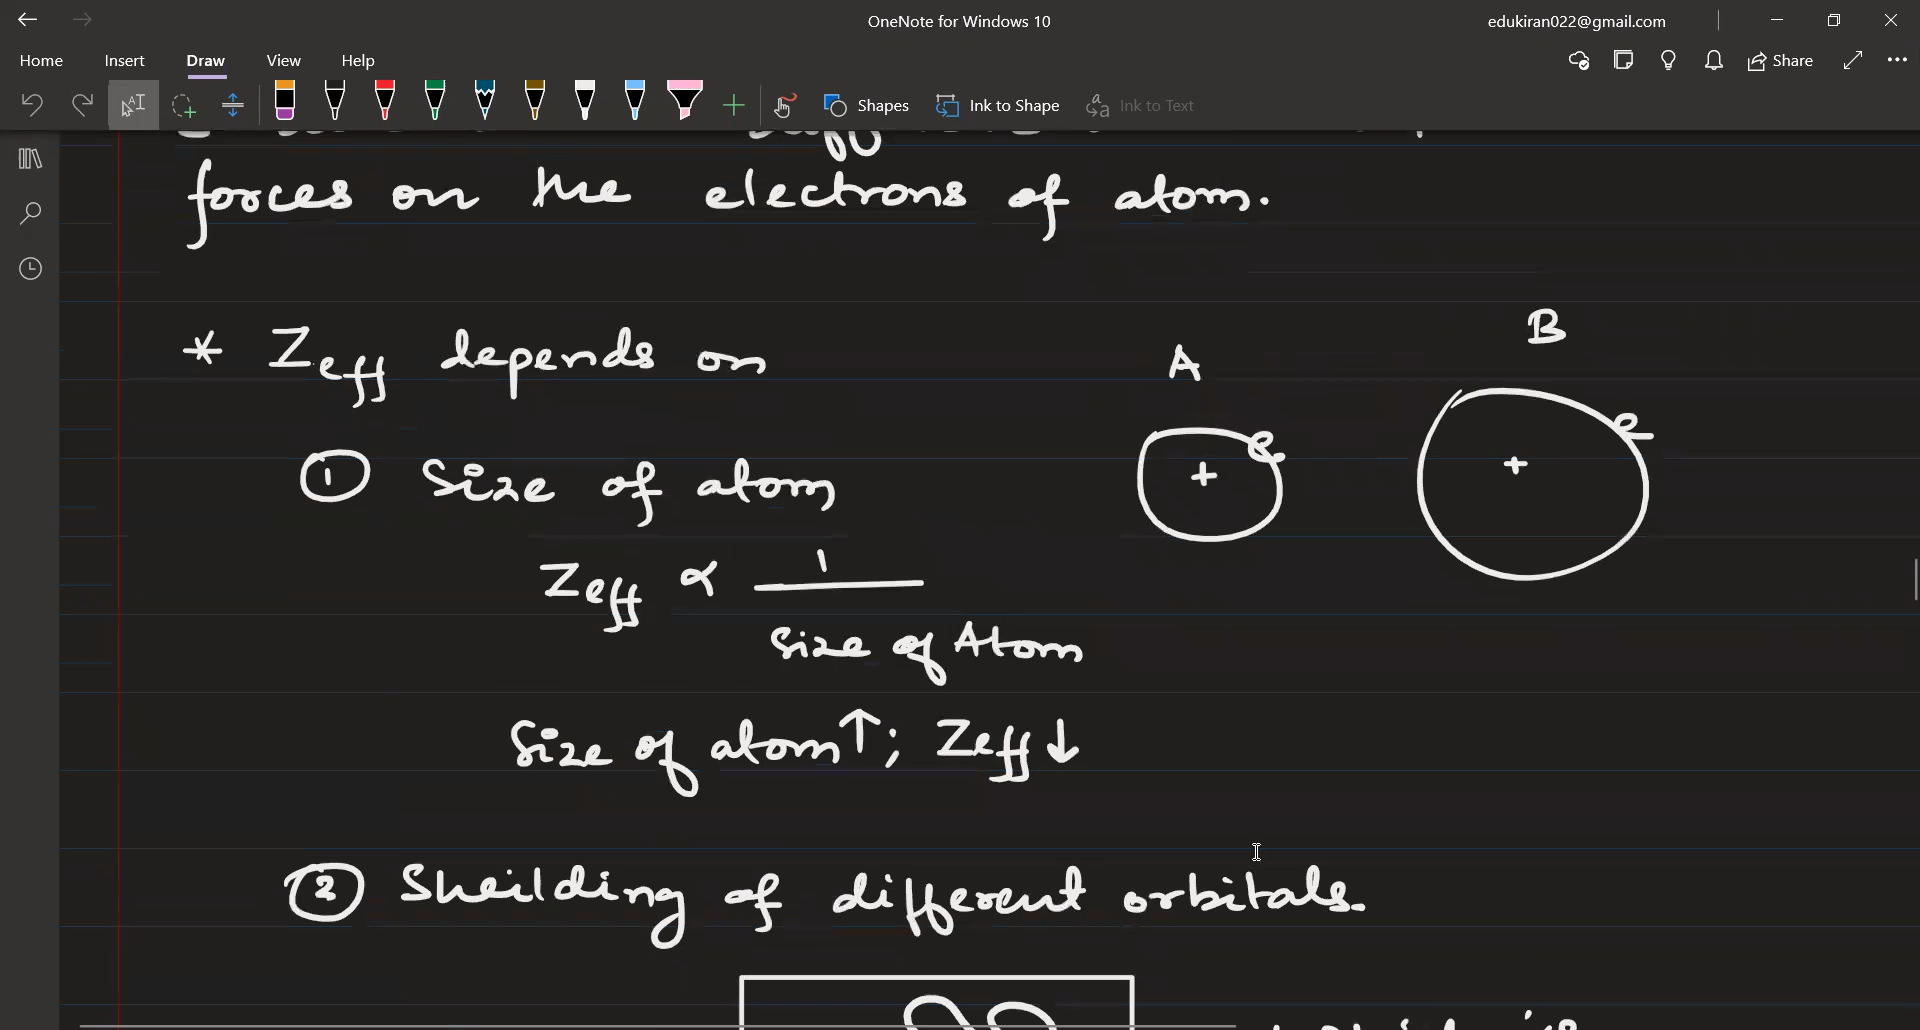 OneNote for Windows 10
edukiran022@gmail.com
Home Insert Draw View Help
Share
Shapes Ink to Shape Ink to Text
forces on the electrons of atom.
* Zeff depends on
A B
① Size of atom
e e
+ +
Zeff ∝ 1
Size of Atom
Size of atom↑; Zeff↓
② Sheilding of different orbitals.